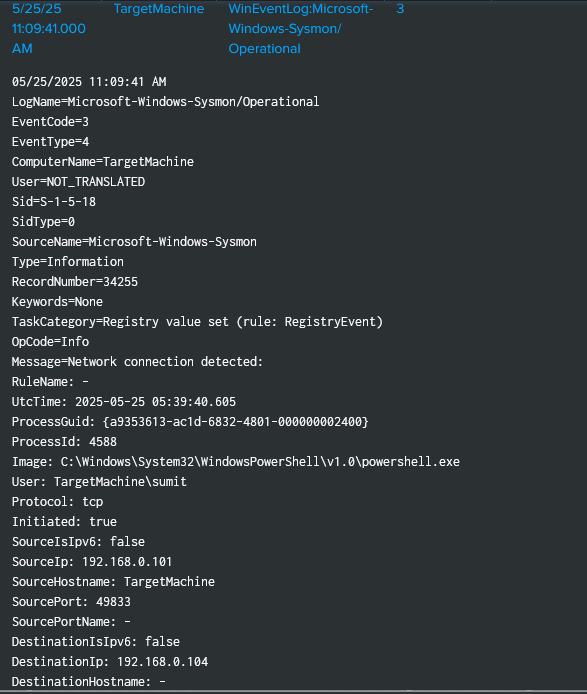 5/25/25 TargetMachine WinEventLog:Microsoft- 3
11:09:41.000 Windows-Sysmon/
AM Operational
05/25/2025 11:09:41 AM
LogName=Microsoft-Windows-Sysmon/Operational
EventCode=3
EventType=4
ComputerName=TargetMachine
User=NOT_TRANSLATED
Sid=S-1-5-18
SidType=0
SourceName=Microsoft-Windows-Sysmon
Type=Information
RecordNumber=34255
Keywords=None
TaskCategory=Registry value set (rule: RegistryEvent)
OpCode=Info
Message=Network connection detected:
RuleName: -
UtcTime: 2025-05-25 05:39:40.605
ProcessGuid: {a9353613-ac1d-6832-4801-000000002400}
ProcessId: 4588
Image: C:\Windows\System32\WindowsPowerShell\v1.0\powershell.exe
User: TargetMachine\sumit
Protocol: tcp
Initiated: true
SourceIsIpv6: false
SourceIp: 192.168.0.101
SourceHostname: TargetMachine
SourcePort: 49833
SourcePortName: -
DestinationIsIpv6: false
DestinationIp: 192.168.0.104
DestinationHostname: -